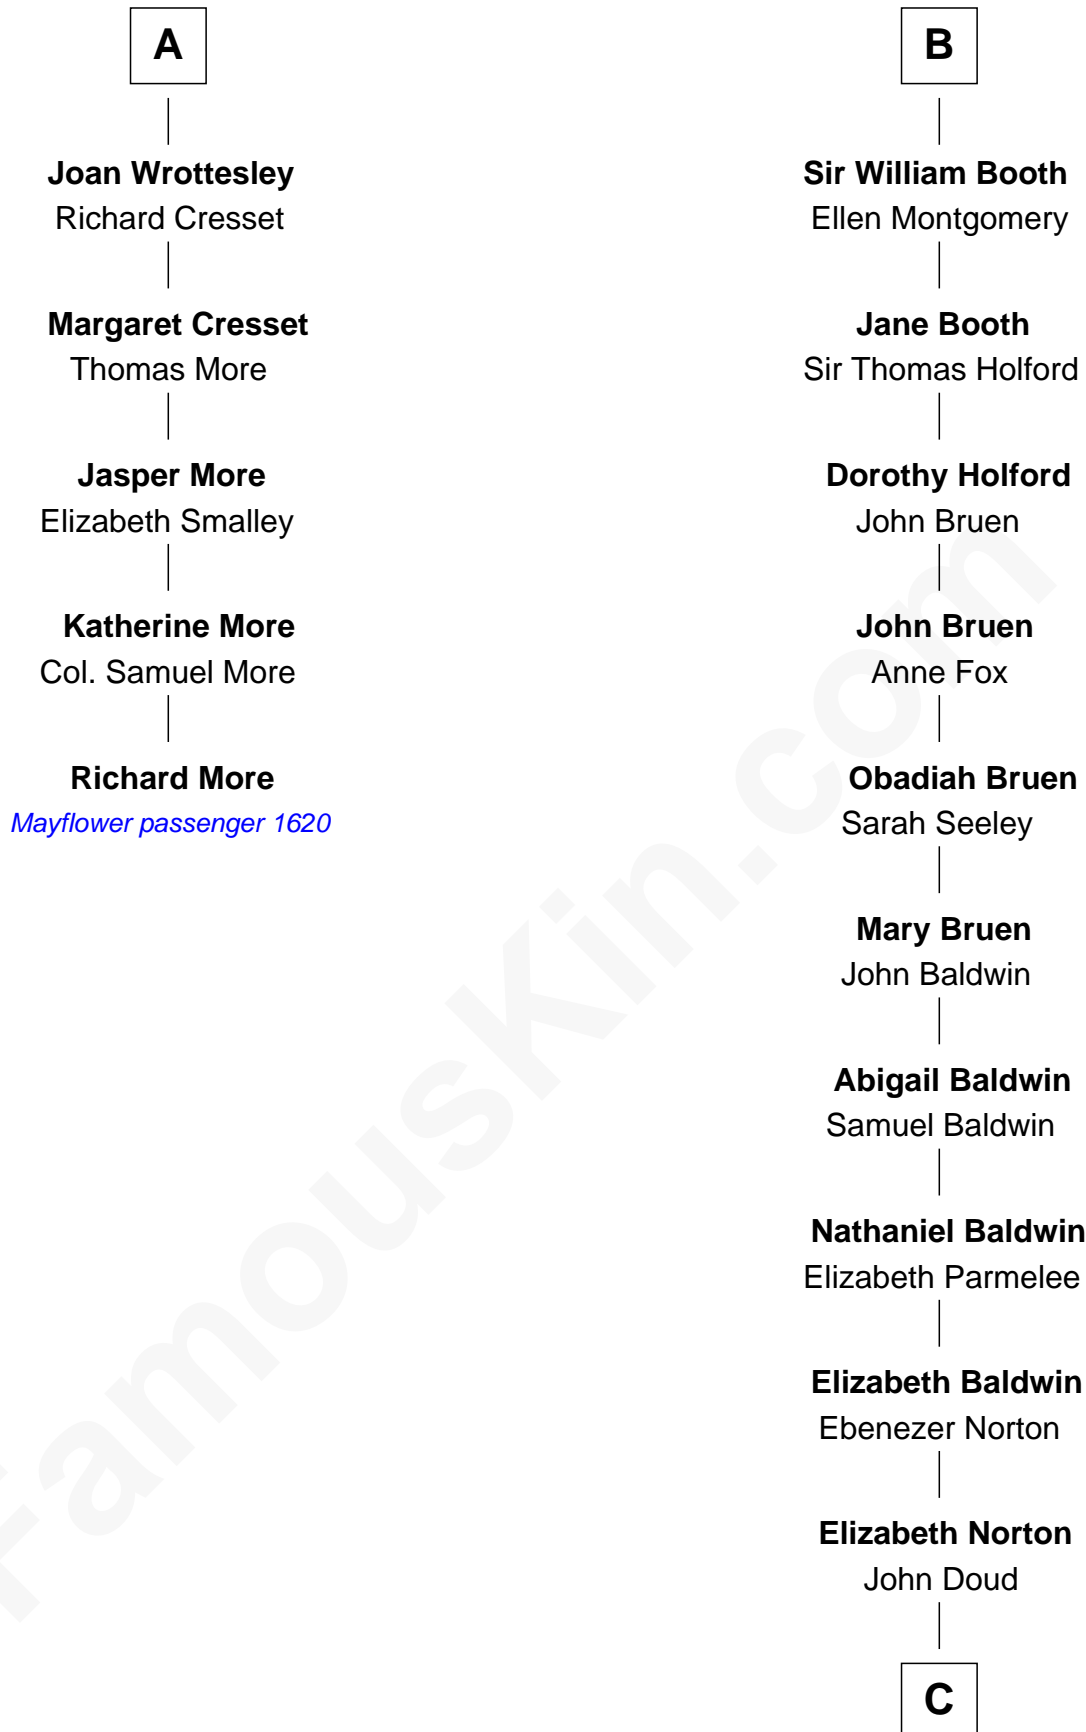 A
Joan Wrottesley
Richard Cresset
Margaret Cresset
Thomas More
Jasper More
Elizabeth Smalley
Katherine More
Col. Samuel More
Richard More
Mayflower passenger 1620
B
Sir William Booth
Ellen Montgomery
Jane Booth
Sir Thomas Holford
Dorothy Holford
John Bruen
John Bruen
Anne Fox
Obadiah Bruen
Sarah Seeley
Mary Bruen
John Baldwin
Abigail Baldwin
Samuel Baldwin
Nathaniel Baldwin
Elizabeth Parmelee
Elizabeth Baldwin
Ebenezer Norton
Elizabeth Norton
John Doud
C
FamousKin.com